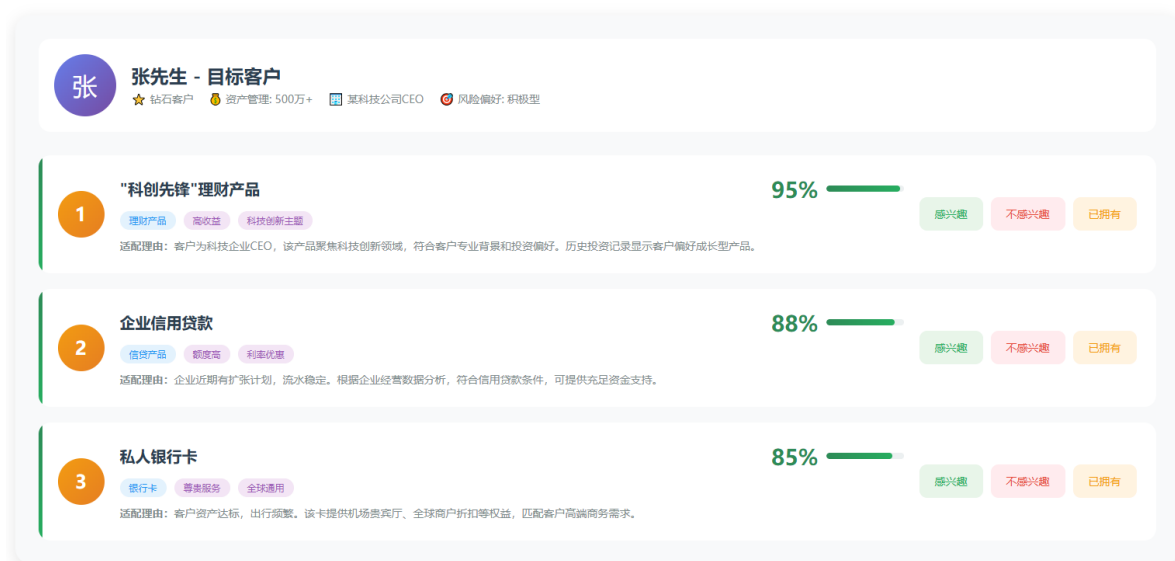 张
张先生 - 目标客户
钻石客户 资产管理: 500万+ 某科技公司CEO 风险偏好: 积极型
1
"科创先锋"理财产品
理财产品 高收益 科技创新主题
适配理由：客户为科技企业CEO，该产品聚焦科技创新领域，符合客户专业背景和投资偏好。历史投资记录显示客户偏好成长型产品。
95%
感兴趣 不感兴趣 已拥有
2
企业信用贷款
信贷产品 额度高 利率优惠
适配理由：企业近期有扩张计划，流水稳定。根据企业经营数据分析，符合信用贷款条件，可提供充足资金支持。
88%
感兴趣 不感兴趣 已拥有
3
私人银行卡
银行卡 尊贵服务 全球通用
适配理由：客户资产达标，出行频繁。该卡提供机场贵宾厅、全球商户折扣等权益，匹配客户高端商务需求。
85%
感兴趣 不感兴趣 已拥有